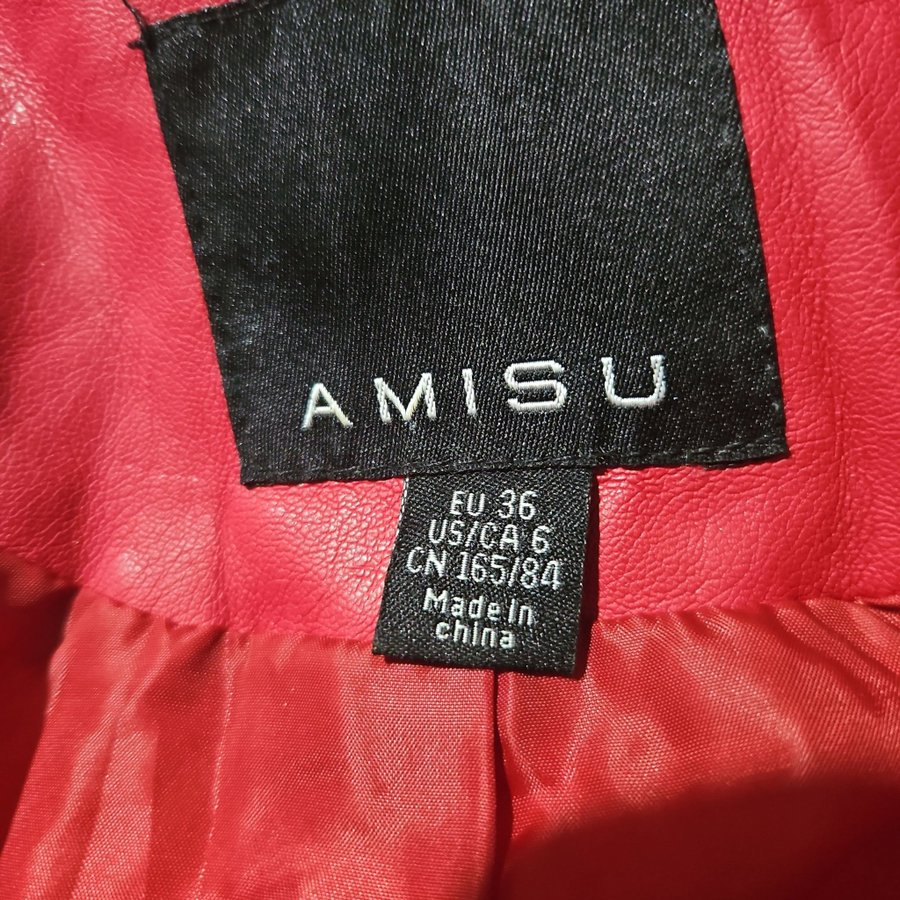 AMISU
EU 36
US/CA 6
CN 165/84
Made In
china